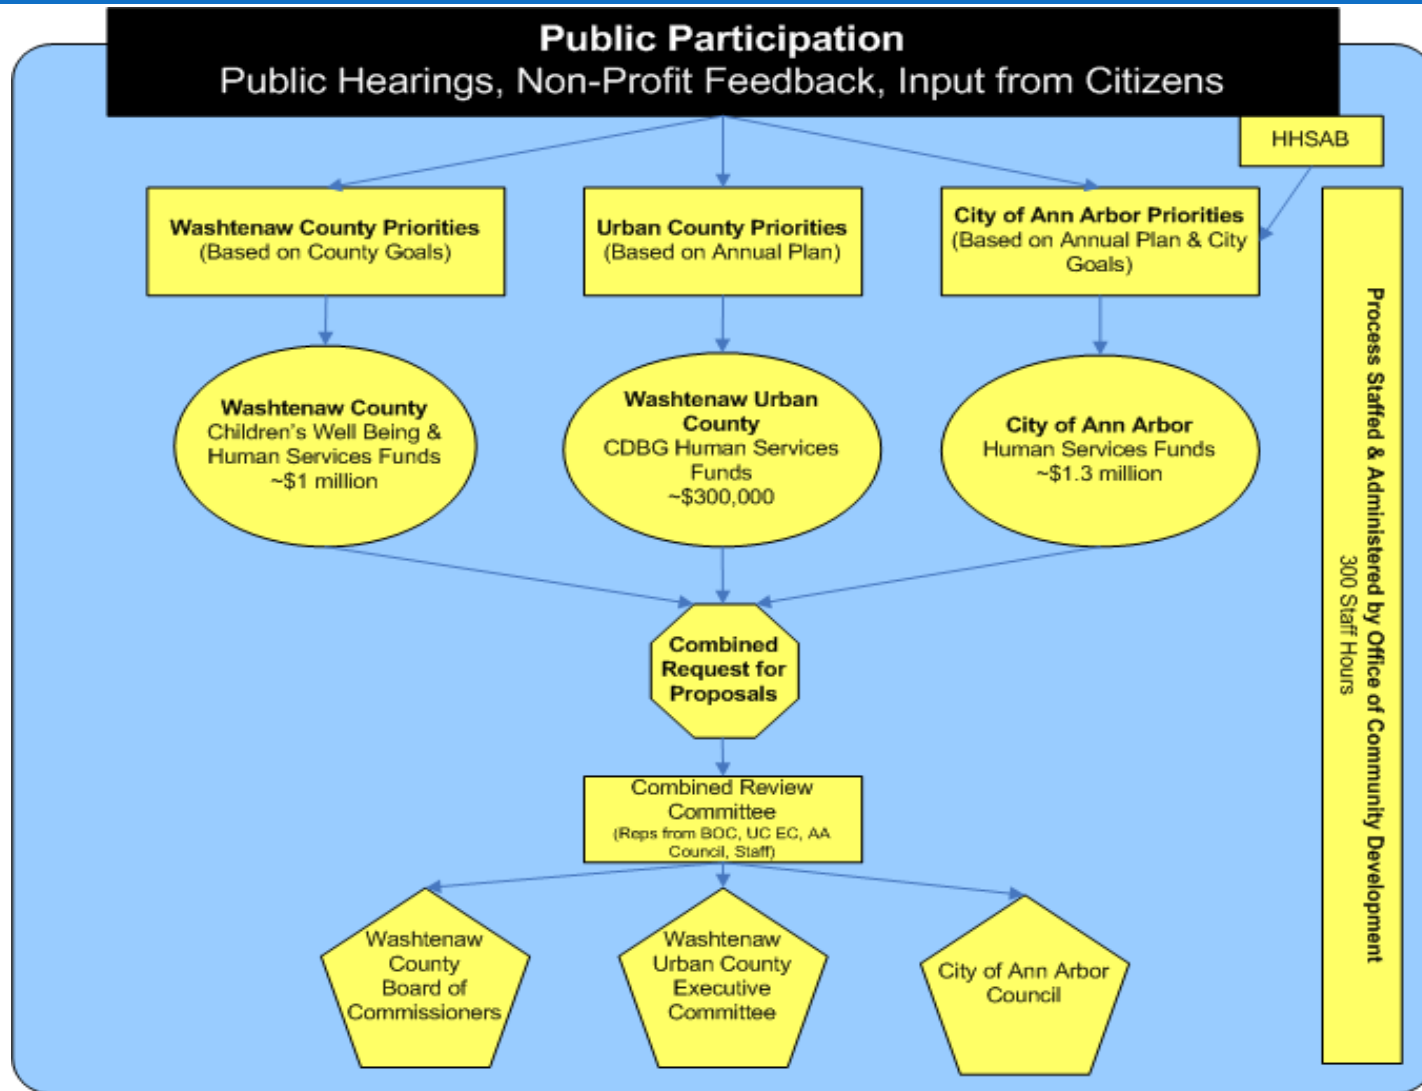 Public Participation
Public Hearings, Non-Profit Feedback, Input from Citizens
HHSAB
Washtenaw County Priorities
(Based on County Goals)
Urban County Priorities
(Based on Annual Plan)
City of Ann Arbor Priorities
(Based on Annual Plan & City
Goals)
Washtenaw County
Children's Well Being &
Human Services Funds
~$1 million
Washtenaw Urban
County
CDBG Human Services
Funds
~$300,000
City of Ann Arbor
Human Services Funds
~$1.3 million
Process Staffed & Administered by Office of Community Development
300 Staff Hours
Combined
Request for
Proposals
Combined Review
Committee
(Reps from BOC, UC EC, AA
Council, Staff)
Washtenaw
County
Board of
Commissioners
Washtenaw
Urban County
Executive
Committee
City of Ann Arbor
Council